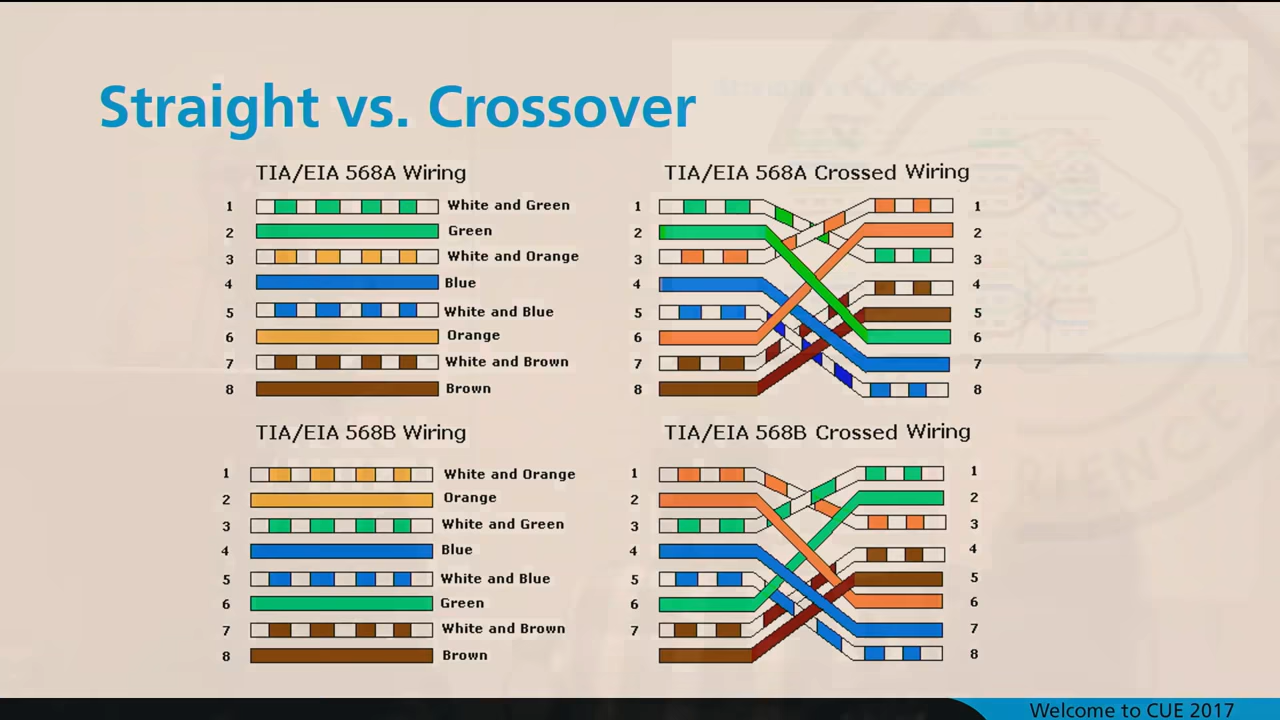 Straight vs. Crossover
TIA/EIA 568A Wiring
1 White and Green
2 Green
3 White and Orange
4 Blue
5 White and Blue
6 Orange
7 White and Brown
8 Brown
TIA/EIA 568A Crossed Wiring
1 1
2 2
3 3
4 4
5 5
6 6
7 7
8 8
TIA/EIA 568B Wiring
1 White and Orange
2 Orange
3 White and Green
4 Blue
5 White and Blue
6 Green
7 White and Brown
8 Brown
TIA/EIA 568B Crossed Wiring
1 1
2 2
3 3
4 4
5 5
6 6
7 7
8 8
Welcome to CUE 2017